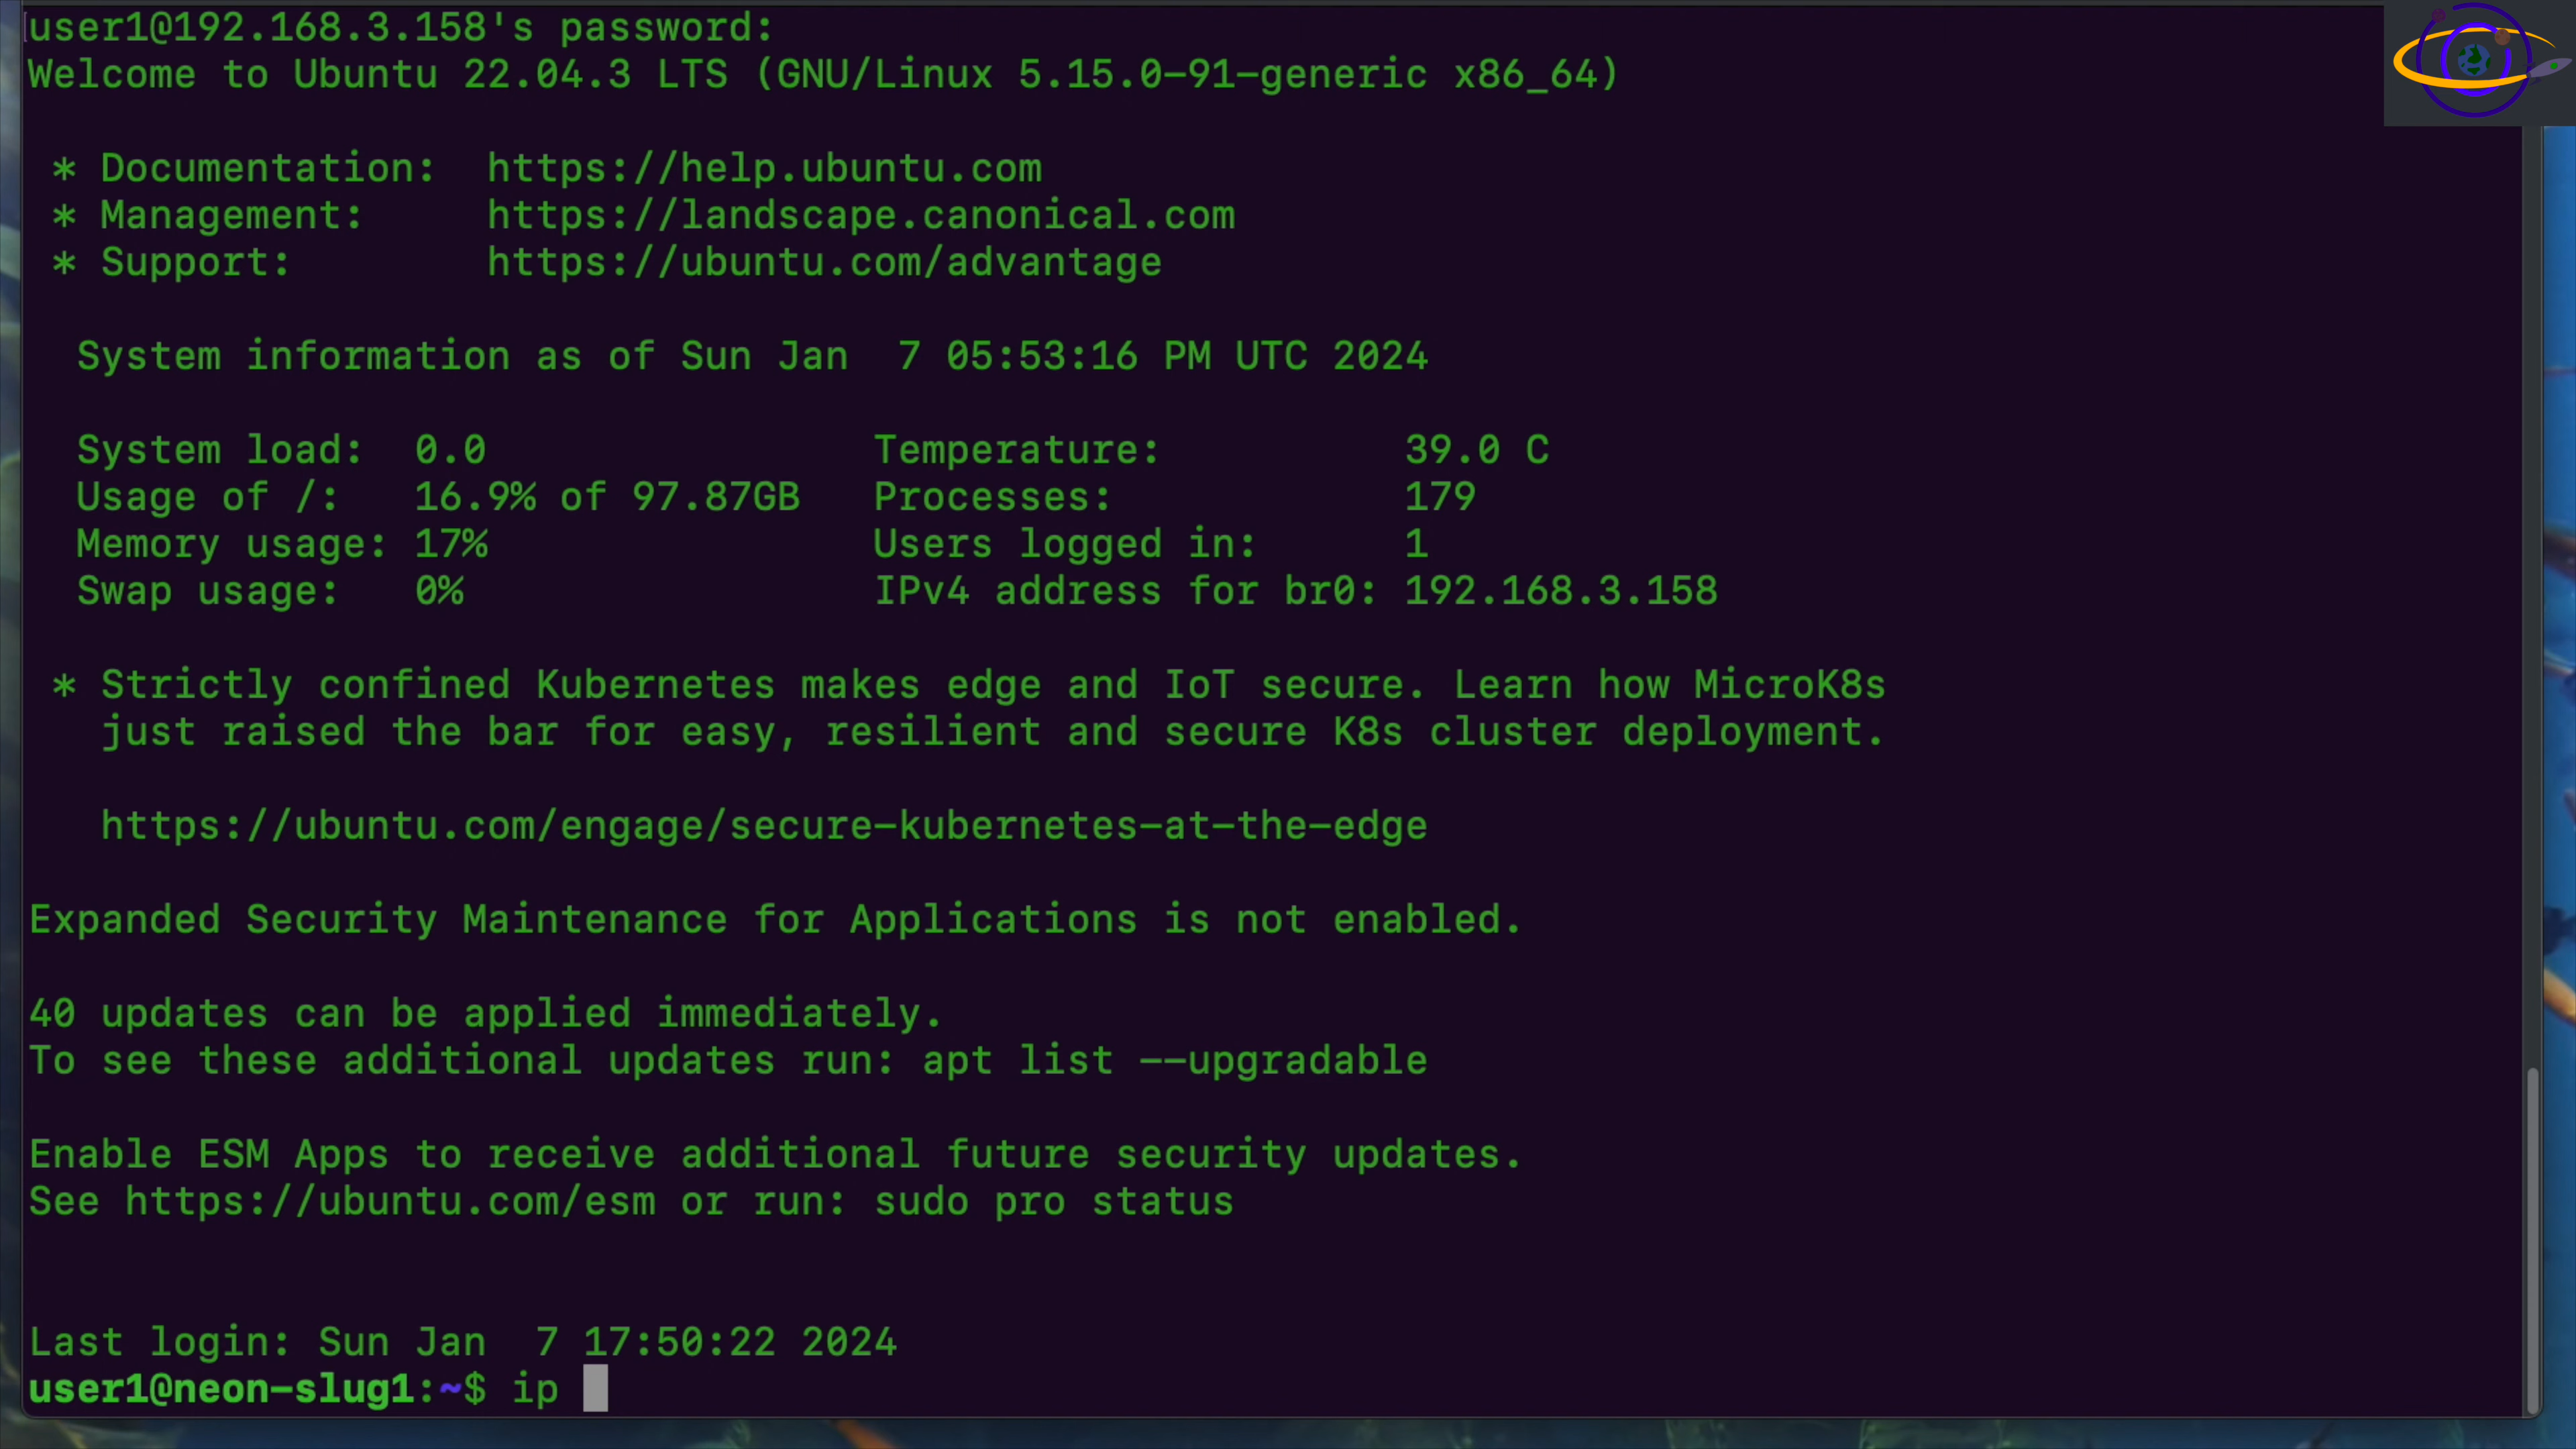 user1@192.168.3.158's password:
Welcome to Ubuntu 22.04.3 LTS (GNU/Linux 5.15.0-91-generic x86_64)
* Documentation:  https://help.ubuntu.com
* Management:     https://landscape.canonical.com
* Support:        https://ubuntu.com/advantage
System information as of Sun Jan  7 05:53:16 PM UTC 2024
System load:  0.0                Temperature:          39.0 C
Usage of /:   16.9% of 97.87GB   Processes:            179
Memory usage: 17%                Users logged in:      1
Swap usage:   0%                 IPv4 address for br0: 192.168.3.158
* Strictly confined Kubernetes makes edge and IoT secure. Learn how MicroK8s
just raised the bar for easy, resilient and secure K8s cluster deployment.
https://ubuntu.com/engage/secure-kubernetes-at-the-edge
Expanded Security Maintenance for Applications is not enabled.
40 updates can be applied immediately.
To see these additional updates run: apt list --upgradable
Enable ESM Apps to receive additional future security updates.
See https://ubuntu.com/esm or run: sudo pro status
Last login: Sun Jan  7 17:50:22 2024
user1@neon-slug1:~$ ip